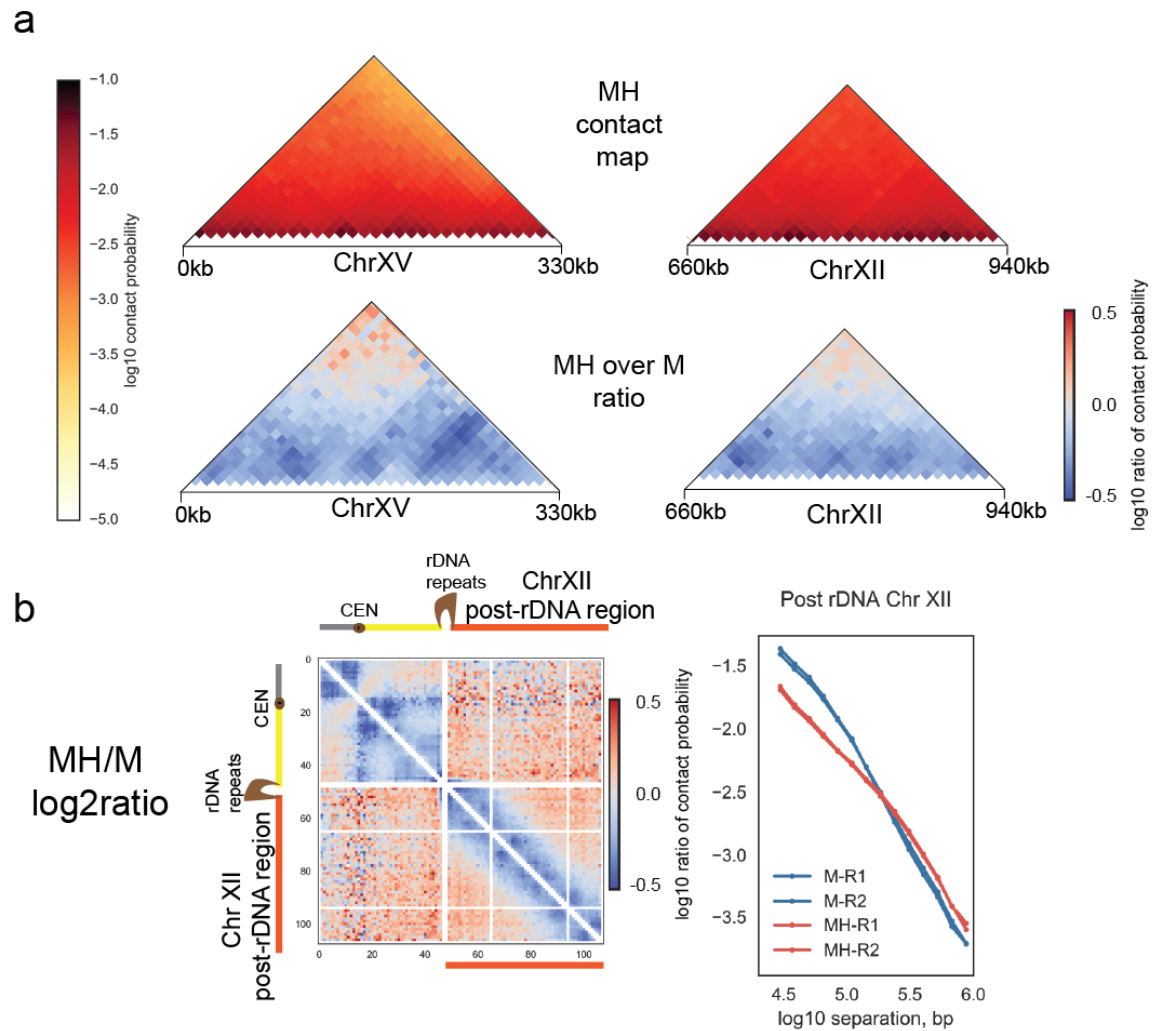 a
−1.0
−1.5
−2.0
−2.5
−3.0
−3.5
−4.0
−4.5
−5.0
log10 contact probability
MH
contact
map
0kb
ChrXV
330kb
660kb
ChrXII
940kb
MH over M
ratio
0kb
ChrXV
330kb
660kb
ChrXII
940kb
0.5
0.0
-0.5
log10 ratio of contact probability
b
MH/M
log2ratio
rDNA
repeats
CEN
ChrXII
post-rDNA region
CEN
rDNA
repeats
Chr XII
post-rDNA region
0
20
40
60
80
100
0
20
40
60
80
100
0.5
0.0
-0.5
log10 ratio of contact probability
Post rDNA Chr XII
−1.5
−2.0
−2.5
−3.0
−3.5
M-R1
M-R2
MH-R1
MH-R2
4.5
5.0
5.5
6.0
log10 separation, bp